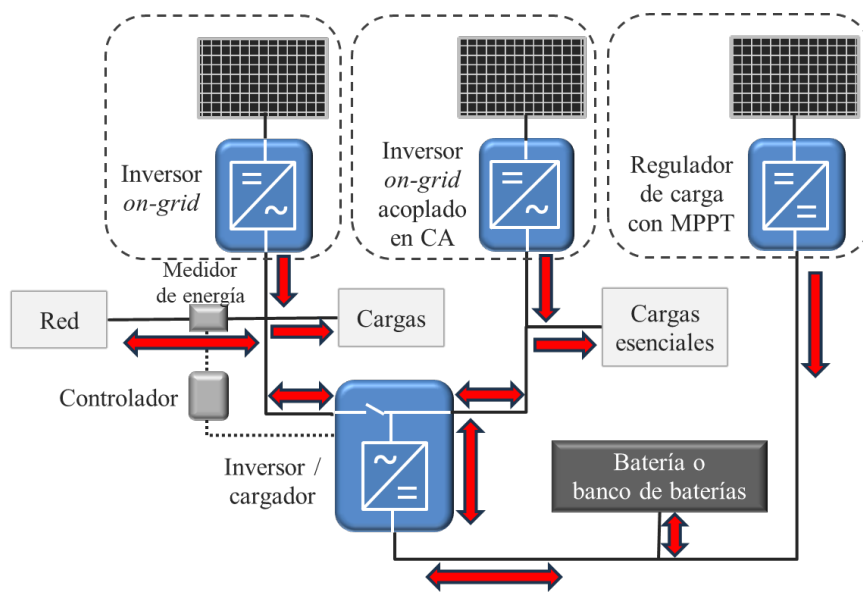 Inversor
on-grid
Inversor
on-grid
acoplado
en CA
Regulador
de carga
con MPPT
Medidor
de energía
Red
Cargas
Cargas
esenciales
Controlador
Inversor /
cargador
Batería o
banco de baterías